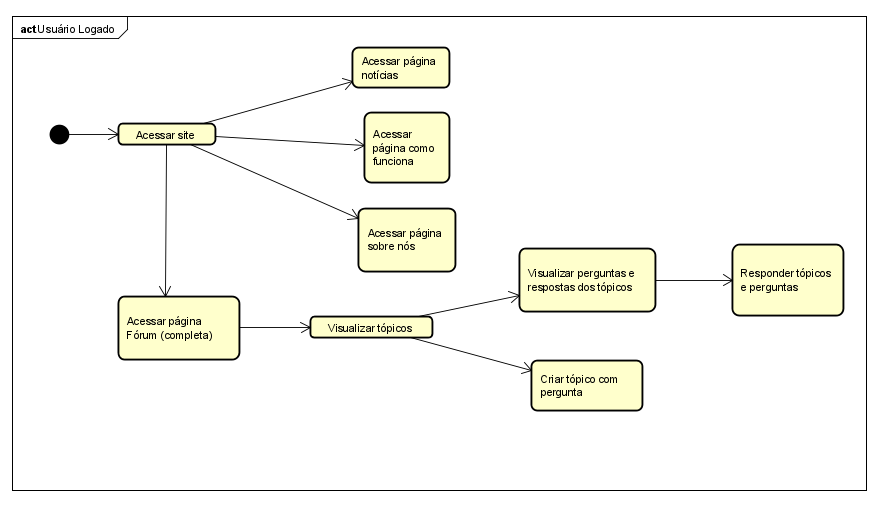 act Usuário Logado
Acessar página
notícias
Acessar site
Acessar
página como
funciona
Acessar página
sobre nós
Visualizar perguntas e
respostas dos tópicos
Responder tópicos
e perguntas
Acessar página
Fórum (completa)
Visualizar tópicos
Criar tópico com
pergunta